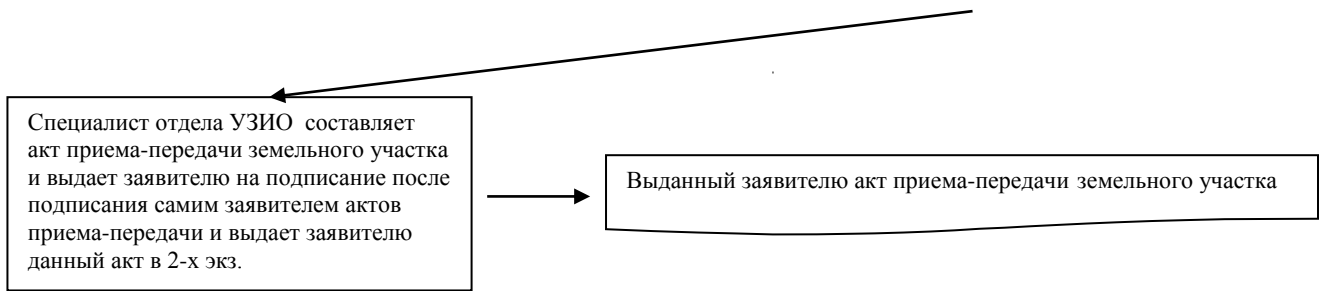 Специалист отдела УЗИО составляет
акт приема-передачи земельного участка
и выдает заявителю на подписание после
подписания самим заявителем актов
приема-передачи и выдает заявителю
данный акт в 2-х экз.
Выданный заявителю акт приема-передачи земельного участка